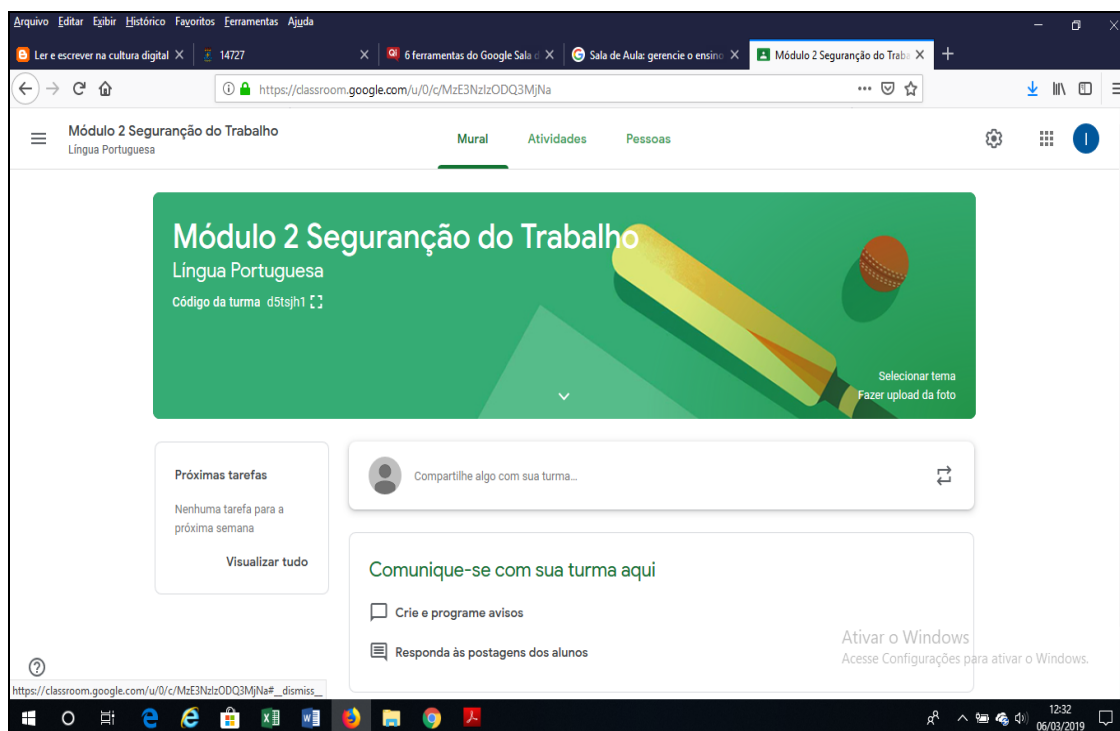 Arquivo Editar Exibir Histórico Favoritos Ferramentas Ajuda
Ler e escrever na cultura digital
14727
6 ferramentas do Google Sala d
Sala de Aula: gerencie o ensino
Módulo 2 Seguranção do Traba
https://classroom.google.com/u/0/c/MzE3NzIzODQ3MjNa
Módulo 2 Seguranção do Trabalho
Língua Portuguesa
Mural Atividades Pessoas
I
Módulo 2 Seguranção do Trabalho
Língua Portuguesa
Código da turma d5tsjh1
Selecionar tema
Fazer upload da foto
Próximas tarefas
Nenhuma tarefa para a
próxima semana
Visualizar tudo
Compartilhe algo com sua turma...
Comunique-se com sua turma aqui
Crie e programe avisos
Responda às postagens dos alunos
Ativar o Windows
Acesse Configurações para ativar o Windows.
https://classroom.google.com/u/0/c/MzE3NzIzODQ3MjNa#_dismiss_
12:32
06/03/2019